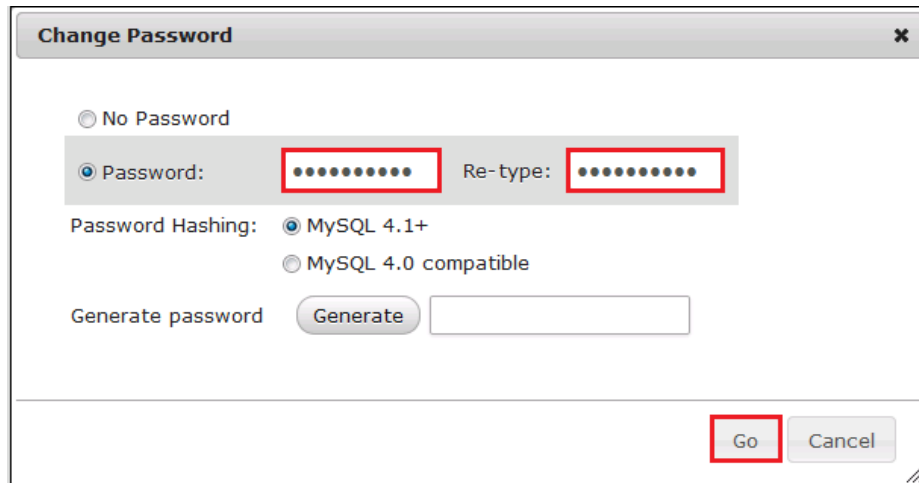 Change Password
No Password
Password: •••••••••• Re-type: ••••••••••
Password Hashing: MySQL 4.1+
MySQL 4.0 compatible
Generate password Generate
Go Cancel